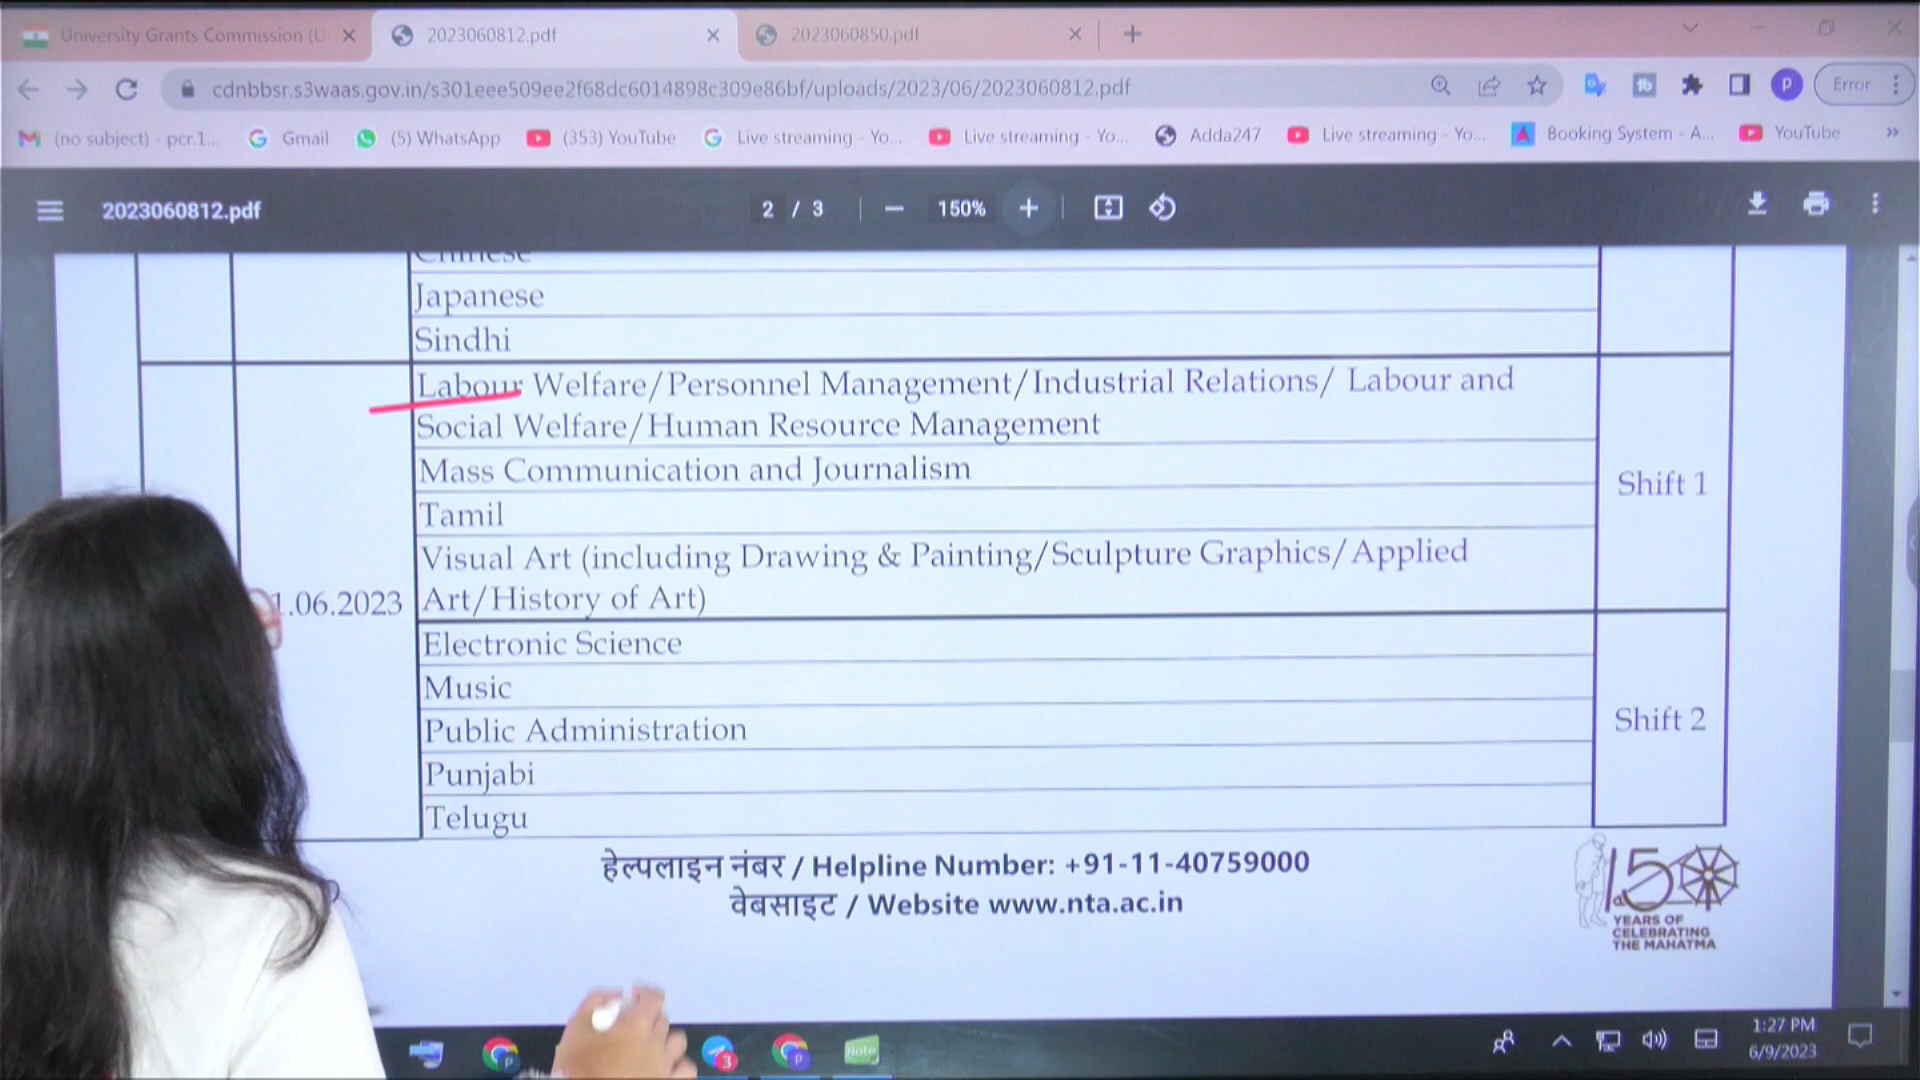 University Grants Commission (U
2023060812.pdf
2023060850.pdf
cdnbbsr.s3waas.gov.in/s301eee509ee2f68dc6014898c309e86bf/uploads/2023/06/2023060812.pdf
Error
(no subject) - pcr.1...
Gmail
(5) WhatsApp
(353) YouTube
Live streaming - Yo...
Live streaming - Yo...
Adda247
Live streaming - Yo...
Booking System - A...
YouTube
2023060812.pdf
2 / 3
150%
Chinese
Japanese
Sindhi
Labour Welfare/Personnel Management/Industrial Relations/ Labour and
Social Welfare/Human Resource Management
Mass Communication and Journalism
Tamil
Shift 1
Visual Art (including Drawing & Painting/Sculpture Graphics/Applied
Art/History of Art)
1.06.2023
Electronic Science
Music
Public Administration
Punjabi
Telugu
Shift 2
हेल्पलाइन नंबर / Helpline Number: +91-11-40759000
वेबसाइट / Website www.nta.ac.in
150
YEARS OF
CELEBRATING
THE MAHATMA
3
Note
1:27 PM
6/9/2023